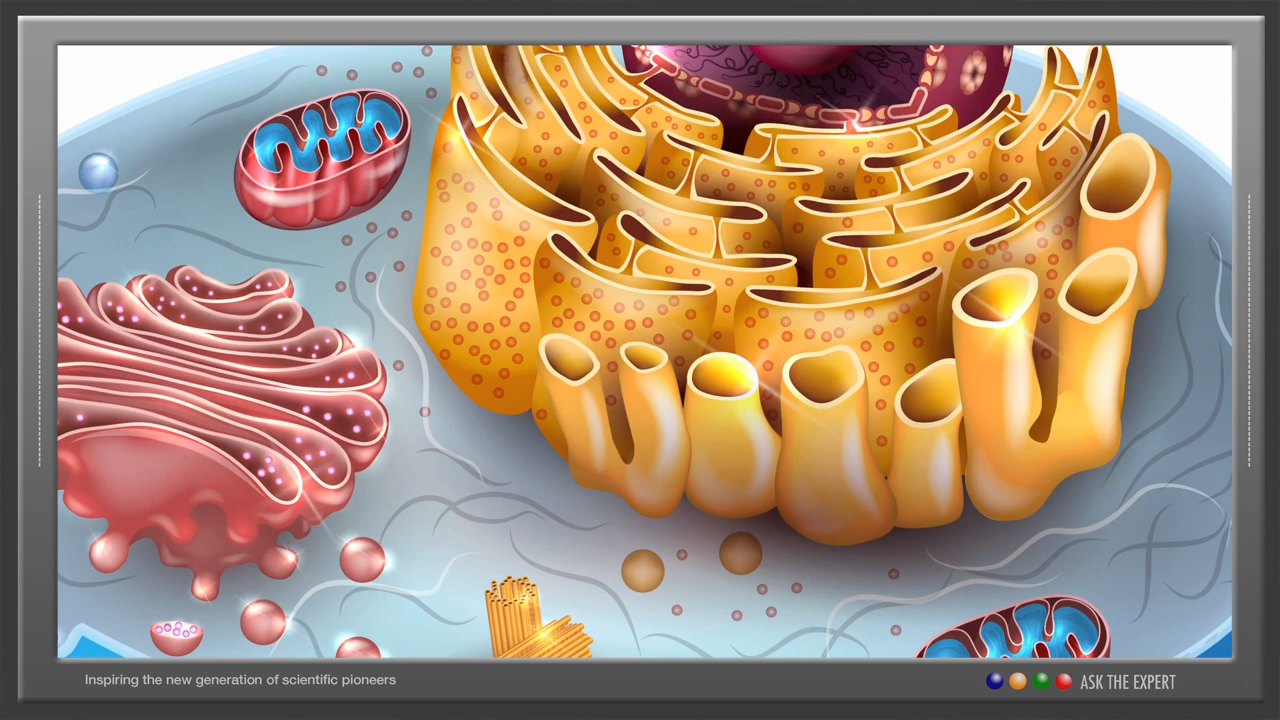 Inspiring the new generation of scientific pioneers
ASK THE EXPERT